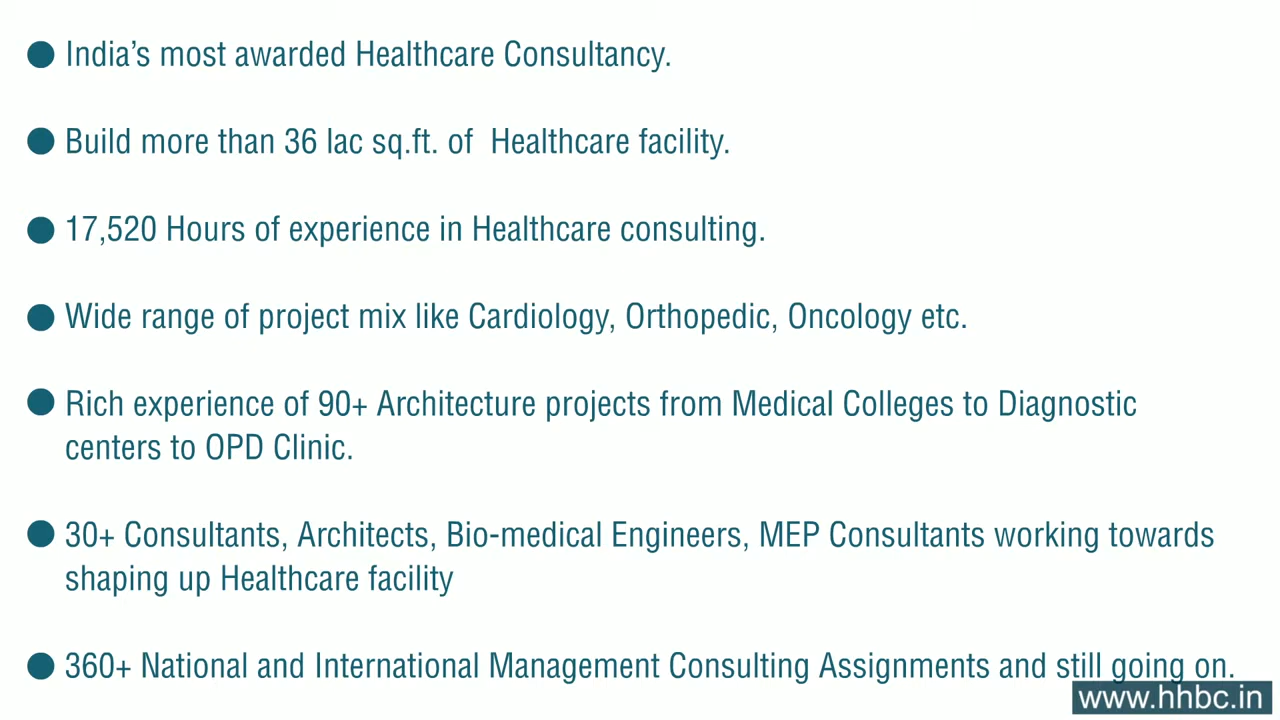 India’s most awarded Healthcare Consultancy.
Build more than 36 lac sq.ft. of Healthcare facility.
17,520 Hours of experience in Healthcare consulting.
Wide range of project mix like Cardiology, Orthopedic, Oncology etc.
Rich experience of 90+ Architecture projects from Medical Colleges to Diagnostic
centers to OPD Clinic.
30+ Consultants, Architects, Bio-medical Engineers, MEP Consultants working towards
shaping up Healthcare facility
360+ National and International Management Consulting Assignments and still going on.
www.hhbc.in